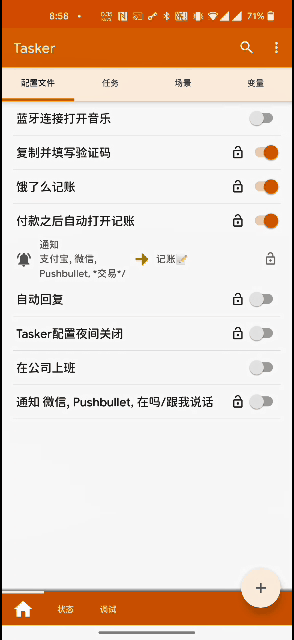 8:58
71%
Tasker
配置文件 任务 场景 变量
蓝牙连接打开音乐
复制并填写验证码
饿了么记账
付款之后自动打开记账
通知
支付宝, 微信,
Pushbullet, *交易*/
记账
自动回复
Tasker配置夜间关闭
在公司上班
通知 微信, Pushbullet, 在吗/跟我说话
+
状态 调试